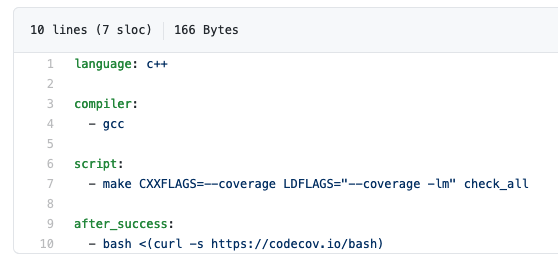 10 lines (7 sloc) 166 Bytes
1 language: c++
2
3 compiler:
4   - gcc
5
6 script:
7   - make CXXFLAGS=--coverage LDFLAGS="--coverage -lm" check_all
8
9 after_success:
10   - bash <(curl -s https://codecov.io/bash)